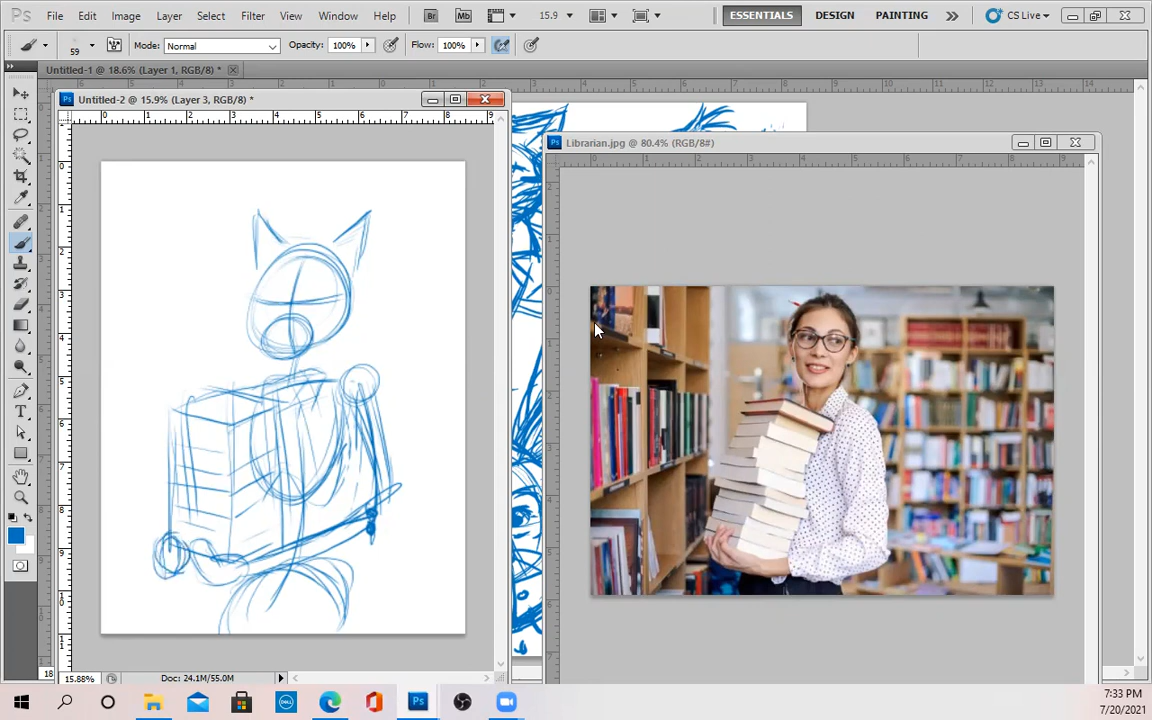 Ps File Edit Image Layer Select Filter View Window Help Br Mb 15.9 ESSENTIALS DESIGN PAINTING CS Live
59 Mode: Normal Opacity: 100% Flow: 100%
Untitled-1 @ 18.6% (Layer 1, RGB/8) *
Untitled-2 @ 15.9% (Layer 3, RGB/8) *
Librarian.jpg @ 80.4% (RGB/8#)
15.88% Doc: 24.1M/55.0M
18
7:33 PM
7/20/2021